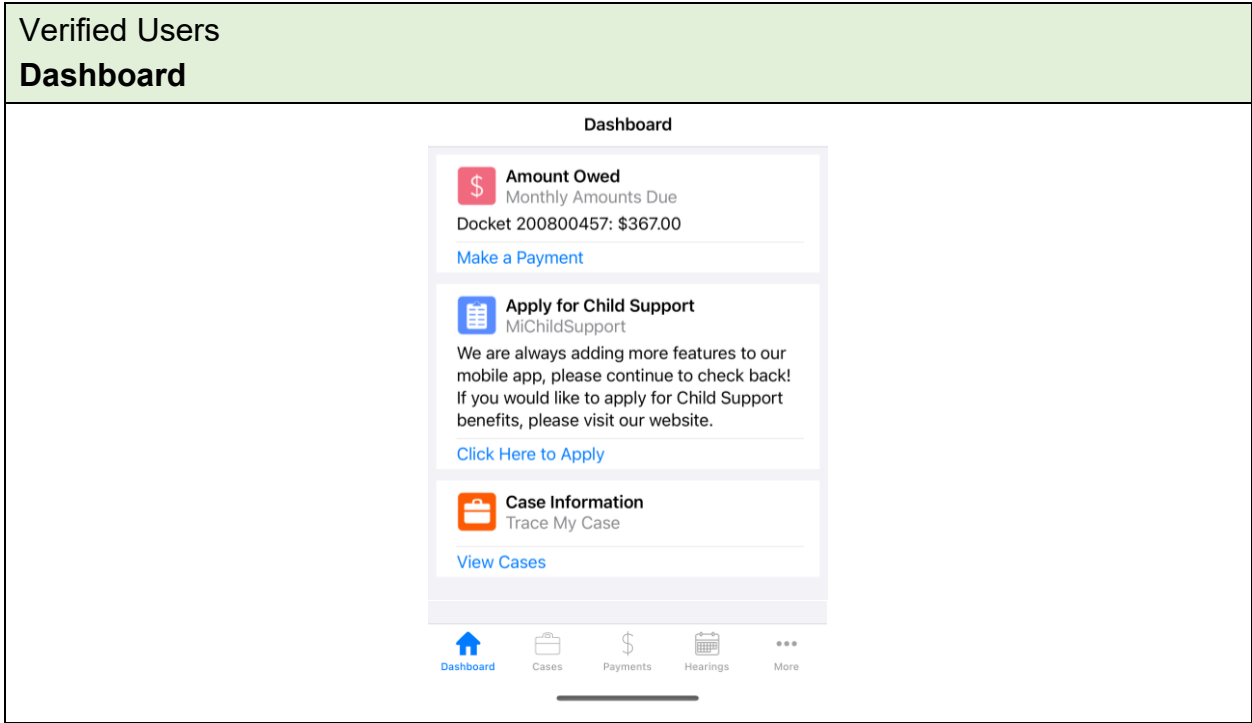 Verified Users
Dashboard
Dashboard
Amount Owed
Monthly Amounts Due
Docket 200800457: $367.00
Make a Payment
Apply for Child Support
MiChildSupport
We are always adding more features to our
mobile app, please continue to check back!
If you would like to apply for Child Support
benefits, please visit our website.
Click Here to Apply
Case Information
Trace My Case
View Cases
Dashboard Cases Payments Hearings More